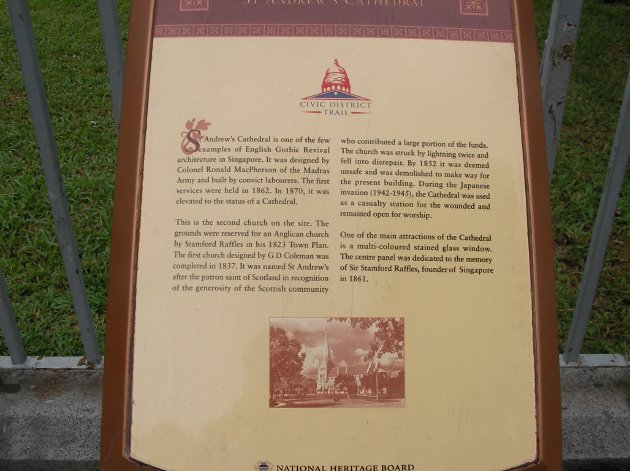 ST ANDREW'S CATHEDRAL
CIVIC DISTRICT
TRAIL
St Andrew's Cathedral is one of the few
examples of English Gothic Revival
architecture in Singapore. It was designed by
Colonel Ronald MacPherson of the Madras
Army and built by convict labourers. The first
services were held in 1862. In 1870, it was
elevated to the status of a Cathedral.
This is the second church on the site. The
grounds were reserved for an Anglican church
by Stamford Raffles in his 1823 Town Plan.
The first church designed by G D Coleman was
completed in 1837. It was named St Andrew's
after the patron saint of Scotland in recognition
of the generosity of the Scottish community
who contributed a large portion of the funds.
The church was struck by lightning twice and
fell into disrepair. By 1852 it was deemed
unsafe and was demolished to make way for
the present building. During the Japanese
invasion (1942-1945), the Cathedral was used
as a casualty station for the wounded and
remained open for worship.
One of the main attractions of the Cathedral
is a multi-coloured stained glass window.
The centre panel was dedicated to the memory
of Sir Stamford Raffles, founder of Singapore
in 1861.
NATIONAL HERITAGE BOARD